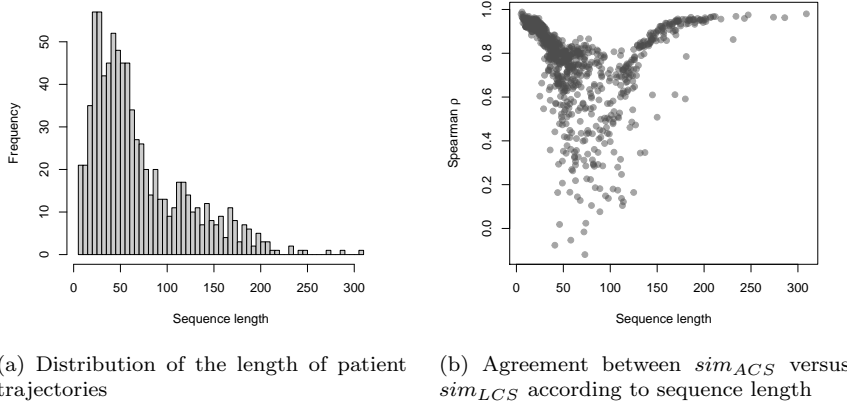 Frequency
50
40
30
20
10
0
0 50 100 150 200 250 300
Sequence length
Spearman ρ
1.0
0.8
0.6
0.4
0.2
0.0
0 50 100 150 200 250 300
Sequence length
(a) Distribution of the length of patient
trajectories
(b) Agreement between simACS versus
simLCS according to sequence length